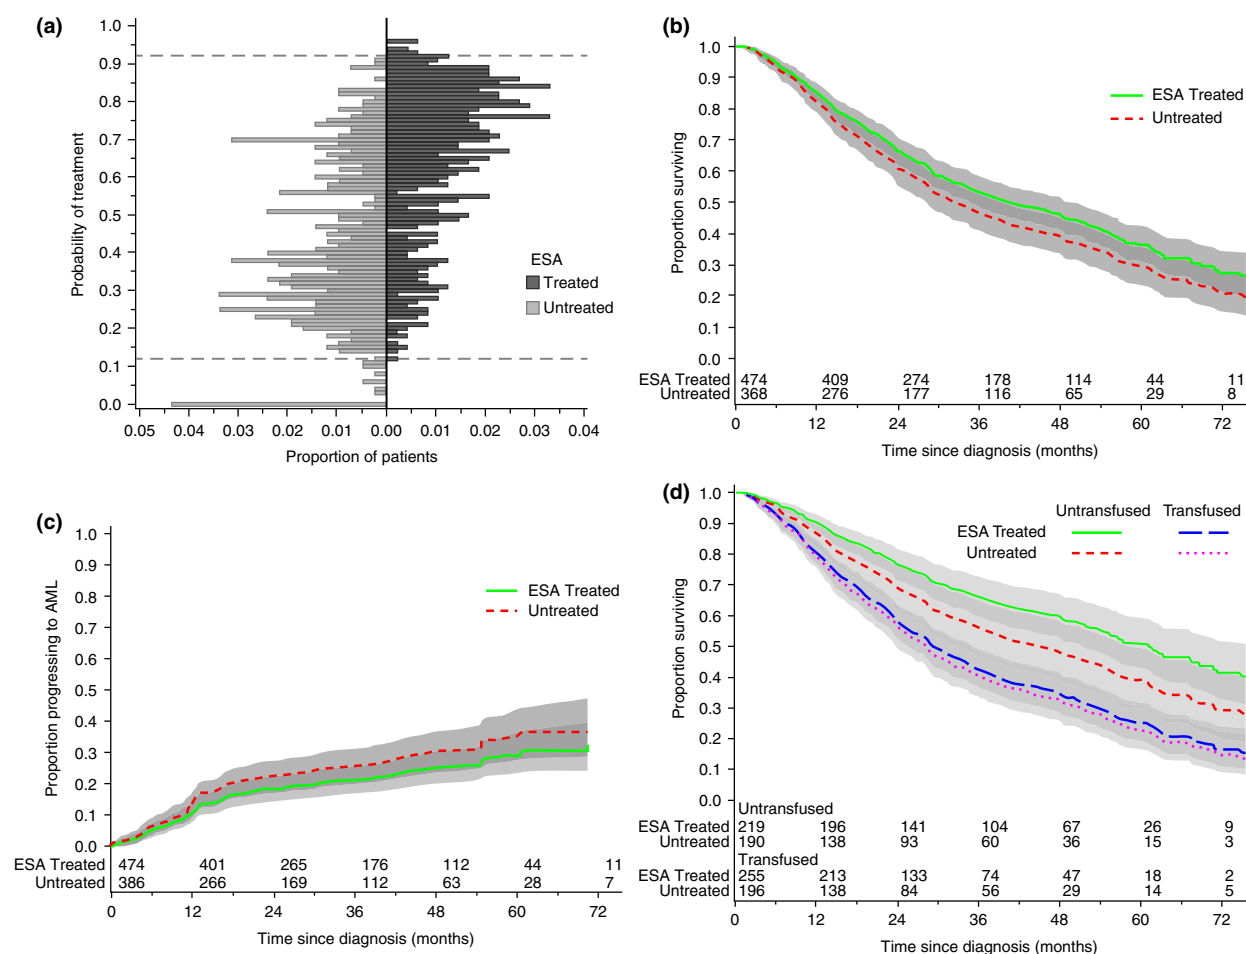 (a)
1.0
0.9
0.8
0.7
0.6
0.5
0.4
0.3
0.2
0.1
0.0
Probability of treatment
ESA
Treated
Untreated
0.05 0.03 0.02 0.01 0.00 0.01 0.02 0.03 0.04
Proportion of patients
(b)
1.0
0.9
0.8
0.7
0.6
0.5
0.4
0.3
0.2
0.1
0.0
Proportion surviving
ESA Treated
Untreated
ESA Treated 474 409 274 178 114 44 11
Untreated 368 276 177 116 65 29 8
0 12 24 36 48 60 72
Time since diagnosis (months)
(c)
1.0
0.9
0.8
0.7
0.6
0.5
0.4
0.3
0.2
0.1
0.0
Proportion progressing to AML
ESA Treated
Untreated
ESA Treated 474 401 265 176 112 44 11
Untreated 386 266 169 112 63 28 7
0 12 24 36 48 60 72
Time since diagnosis (months)
(d)
1.0
0.9
0.8
0.7
0.6
0.5
0.4
0.3
0.2
0.1
0.0
Proportion surviving
Untransfused Transfused
ESA Treated
Untreated
Untransfused
ESA Treated 219 196 141 104 67 26 9
Untreated 190 138 93 60 36 15 3
Transfused
ESA Treated 255 213 133 74 47 18 2
Untreated 196 138 84 56 29 14 5
0 12 24 36 48 60 72
Time since diagnosis (months)